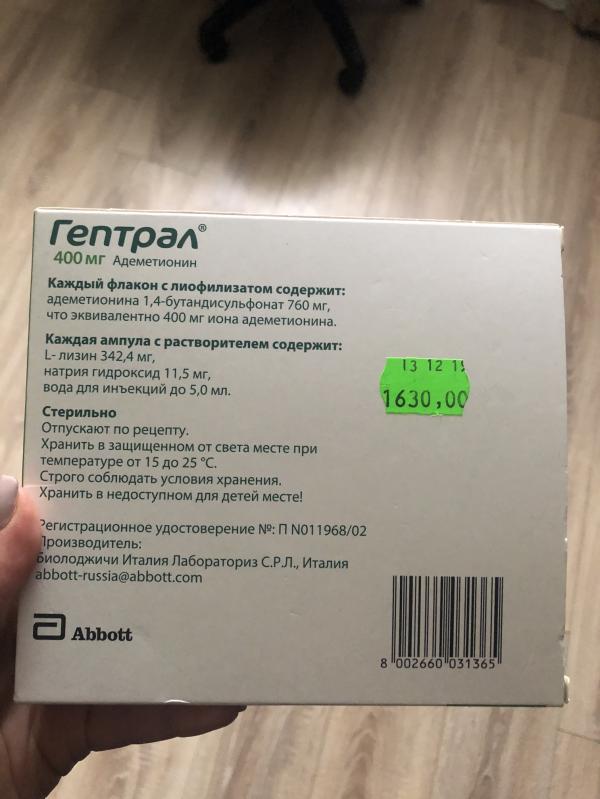 Гептрал®
400 мг Адеметионин
Каждый флакон с лиофилизатом содержит:
адеметионина 1,4-бутандисульфонат 760 мг,
что эквивалентно 400 мг иона адеметионина.
Каждая ампула с растворителем содержит:
L- лизин 342,4 мг,
натрия гидроксид 11,5 мг,
вода для инъекций до 5,0 мл.
13 12 19
1630,00
Стерильно
Отпускают по рецепту.
Хранить в защищенном от света месте при
температуре от 15 до 25 °C.
Строго соблюдать условия хранения.
Хранить в недоступном для детей месте!
Регистрационное удостоверение №: П N011968/02
Производитель:
Биолоджичи Италия Лабораториз С.Р.Л., Италия
abbott-russia@abbott.com
Abbott
8 002660 031365